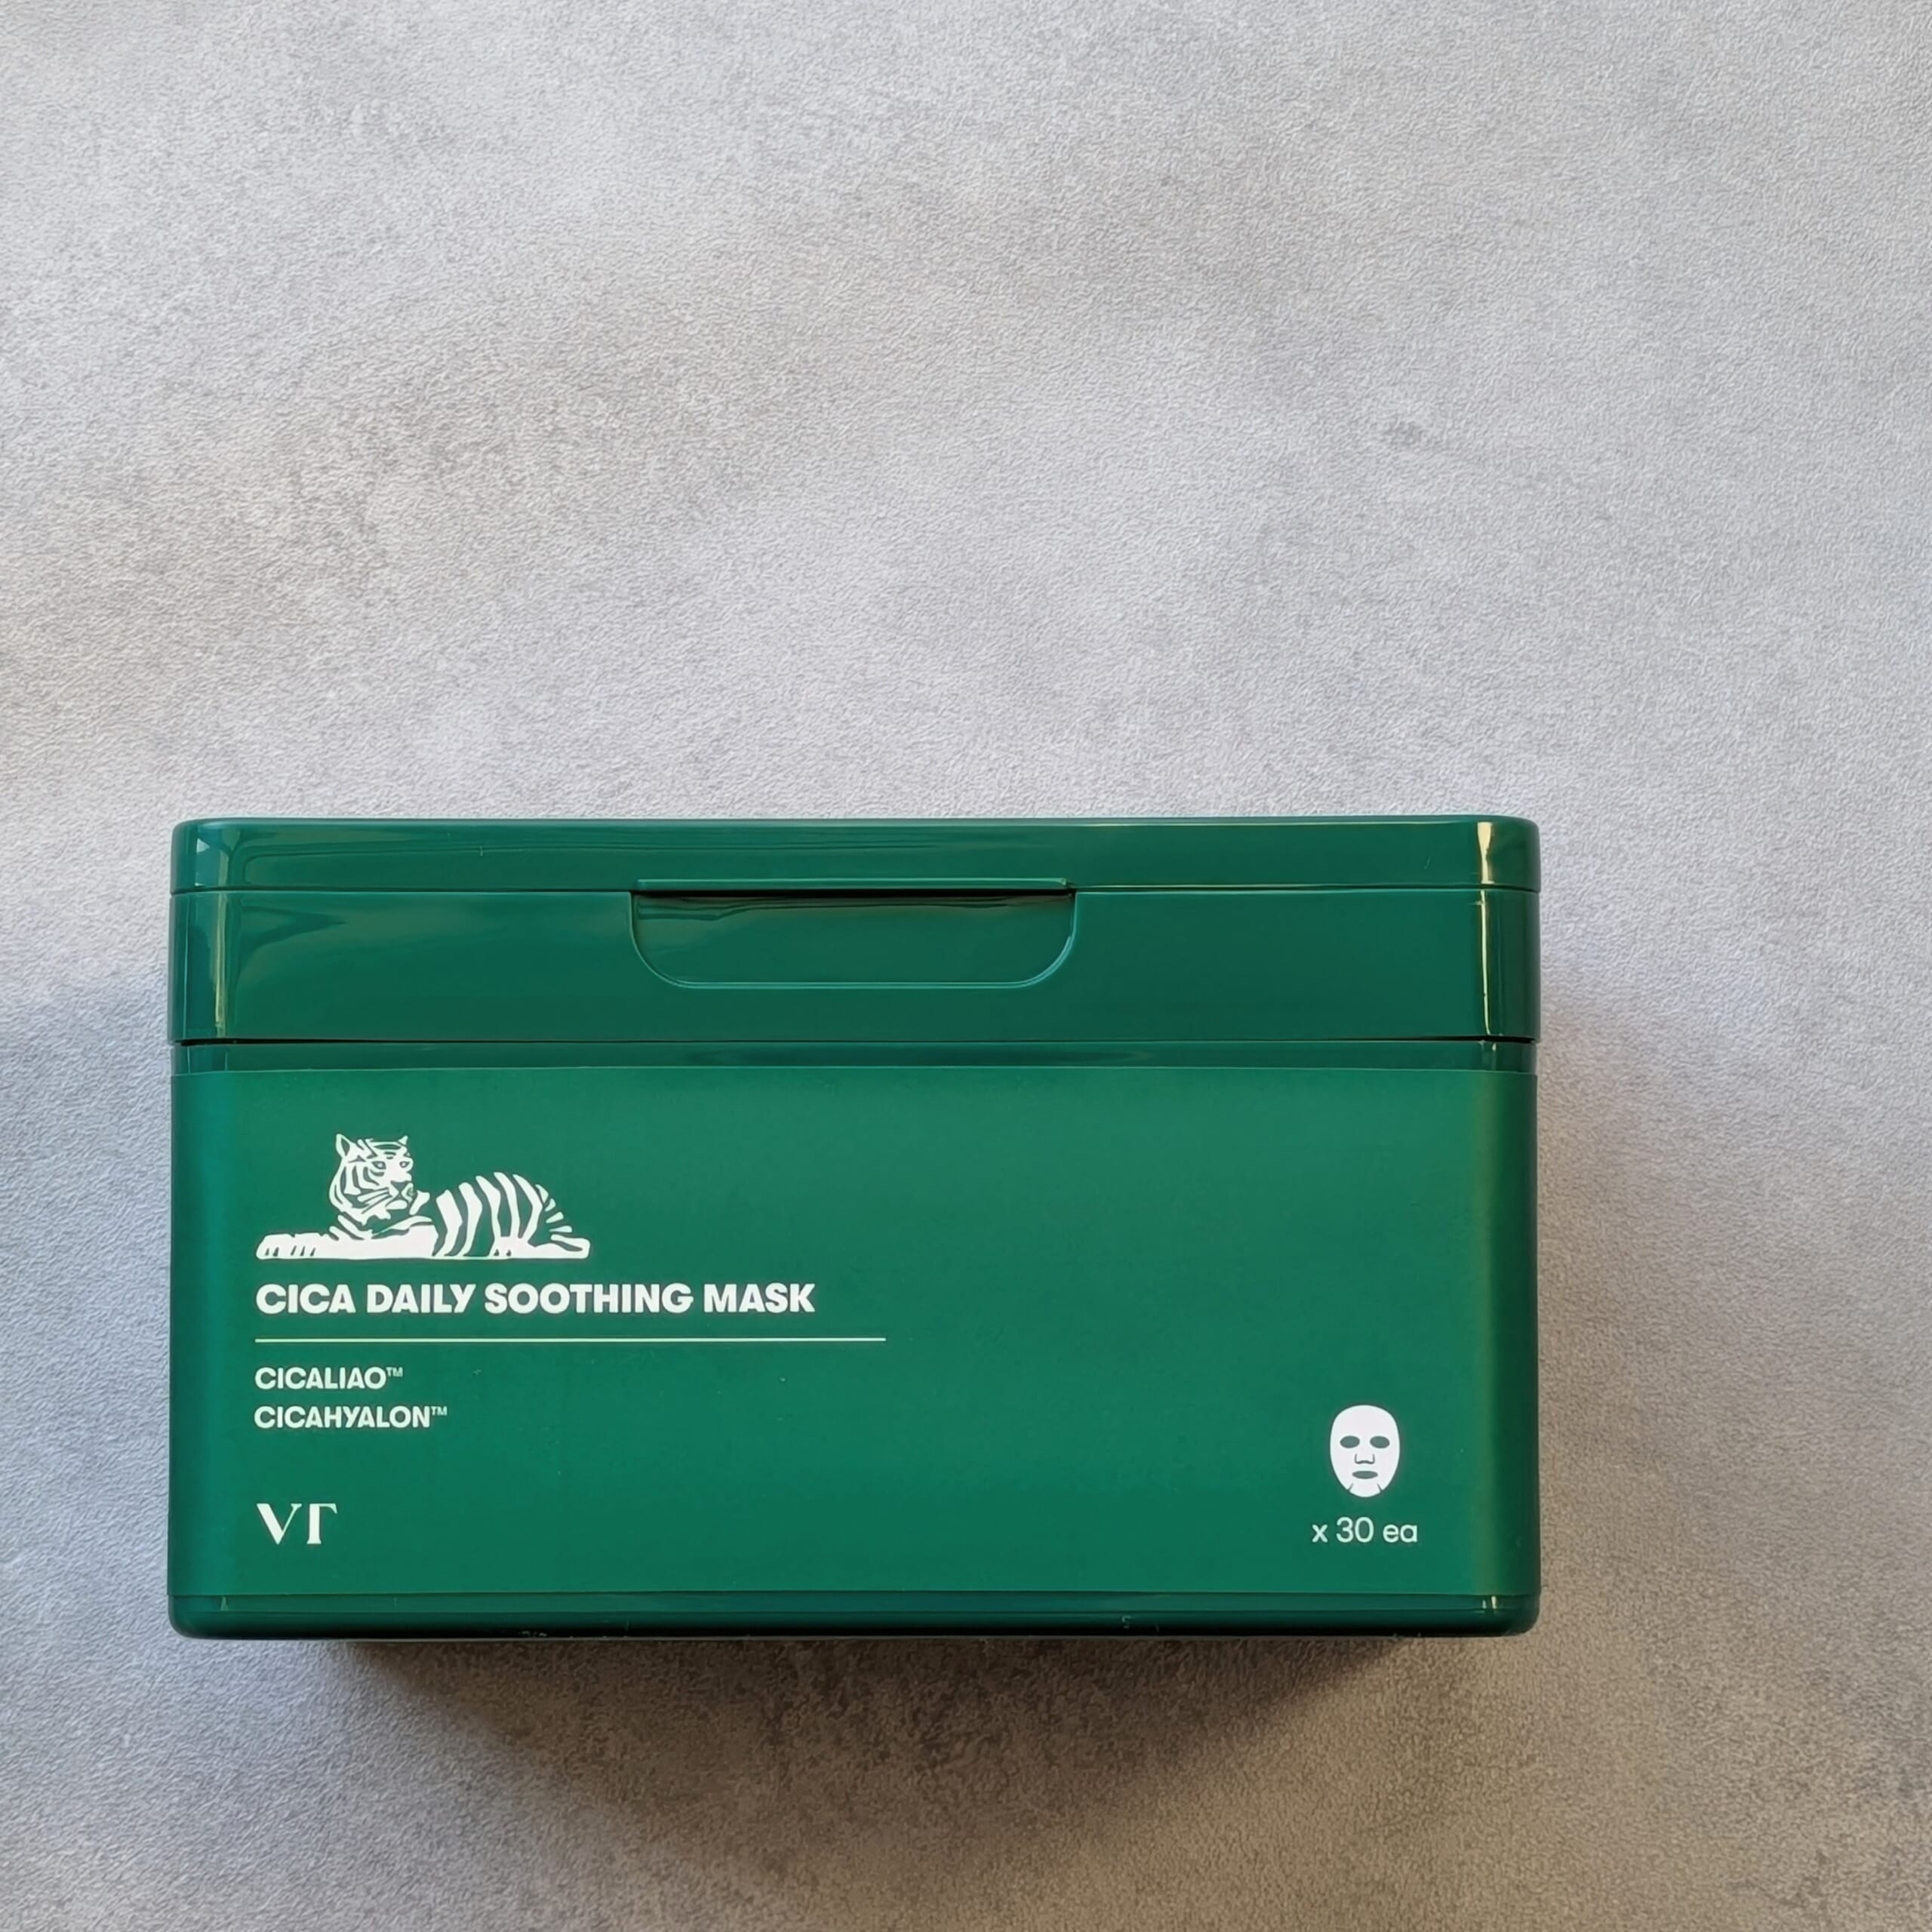 CICA DAILY SOOTHING MASK
CICALIAO™
CICAHYALON™
VT
x 30 ea